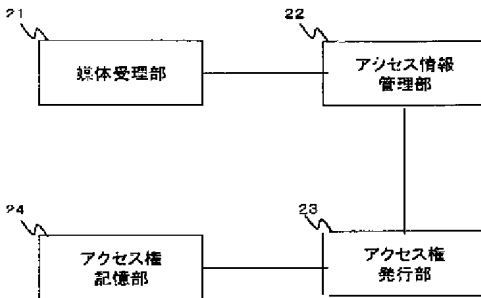 21
媒体受理部
22
アクセス情報
管理部
24
アクセス権
記憶部
23
アクセス権
発行部